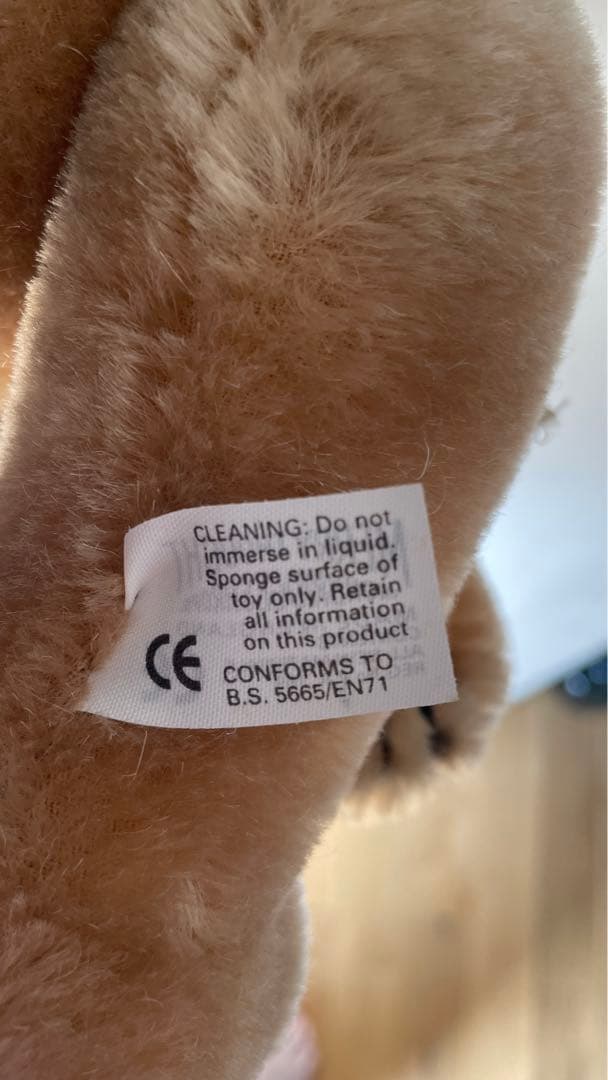 CLEANING: Do not
immerse in liquid.
Sponge surface of
toy only. Retain
all information
on this product
CE
CONFORMS TO
B.S. 5665/EN71